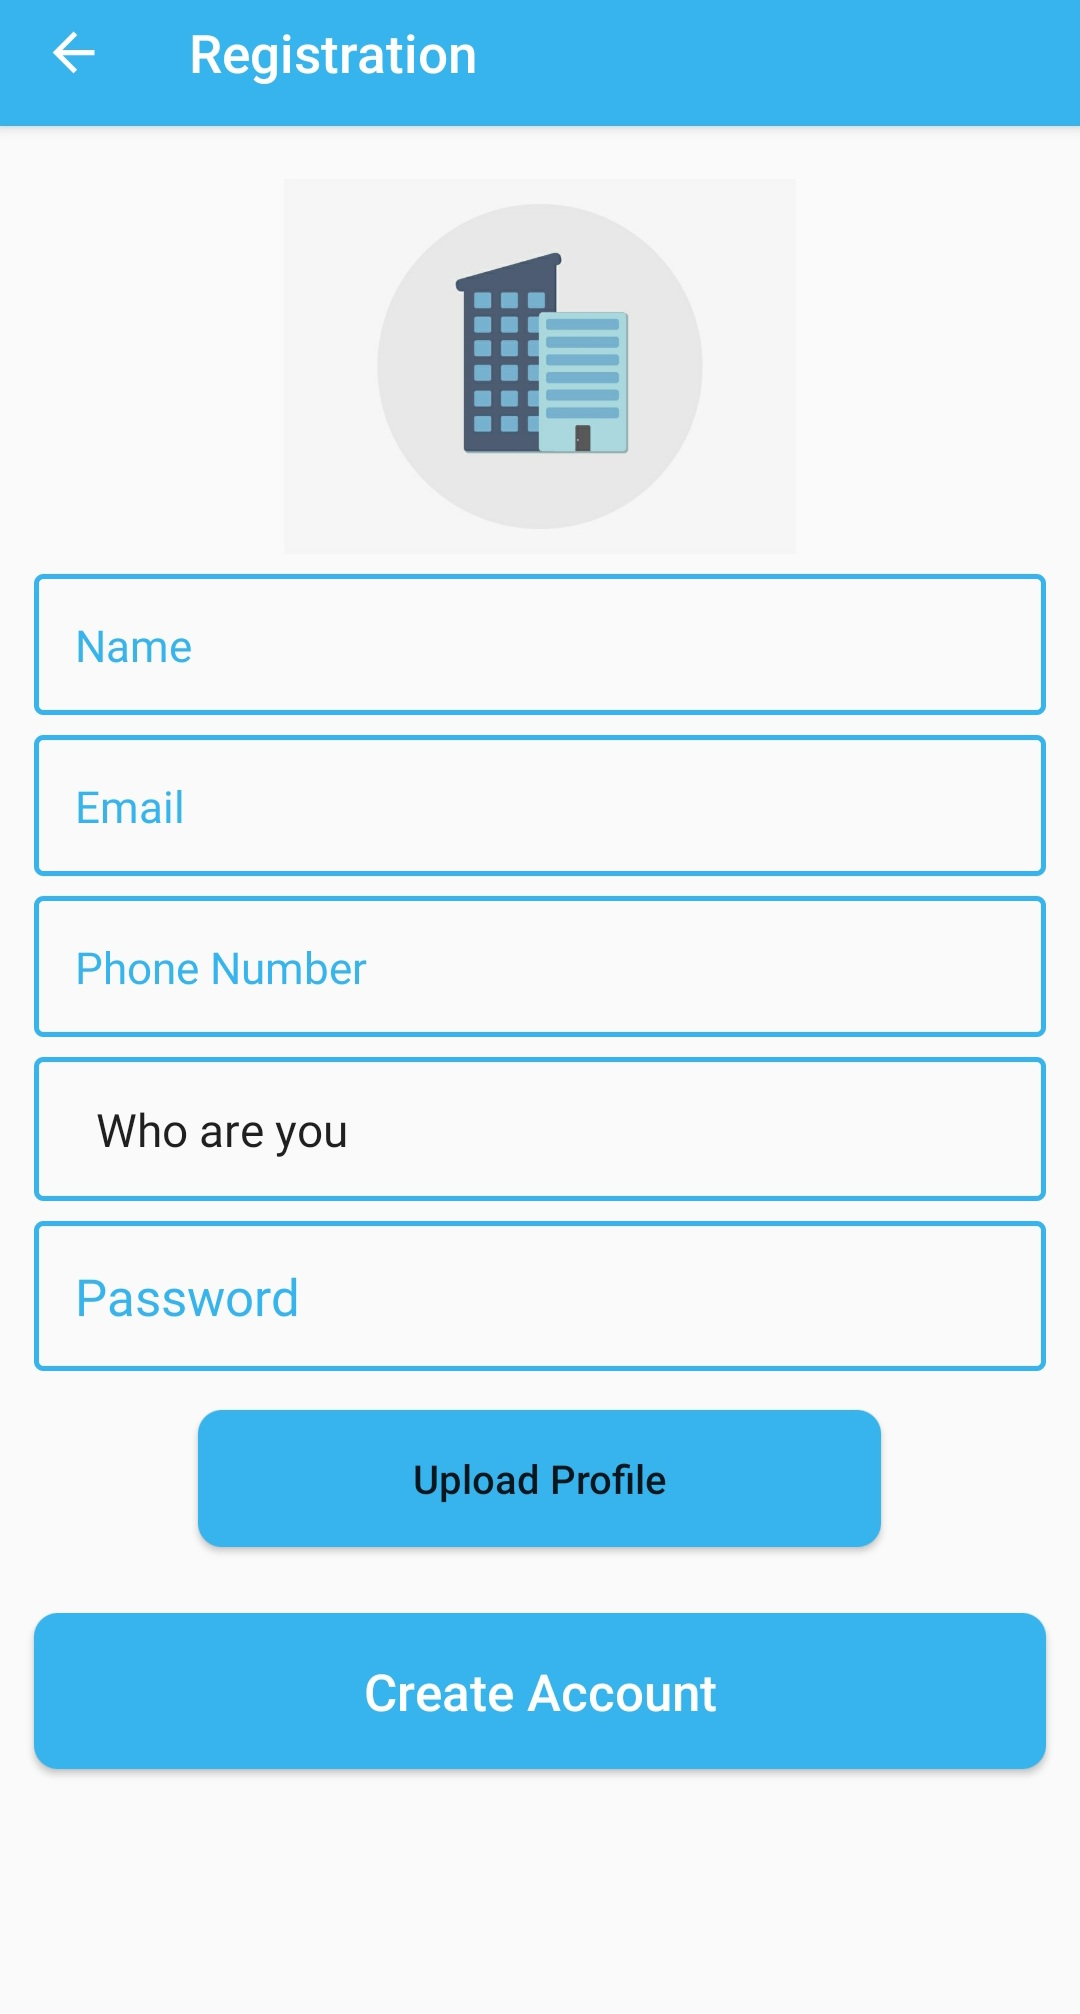 Registration
Name
Email
Phone Number
Who are you
Password
Upload Profile
Create Account